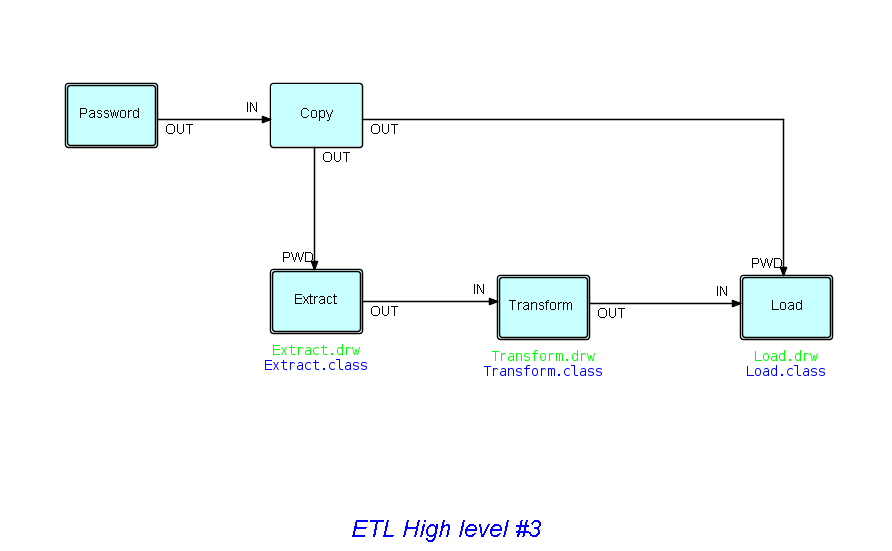 Password
OUT
IN
Copy
OUT
OUT
PWD
Extract
OUT
Extract.drw
Extract.class
IN
Transform
OUT
Transform.drw
Transform.class
PWD
IN
Load
Load.drw
Load.class
ETL High level #3